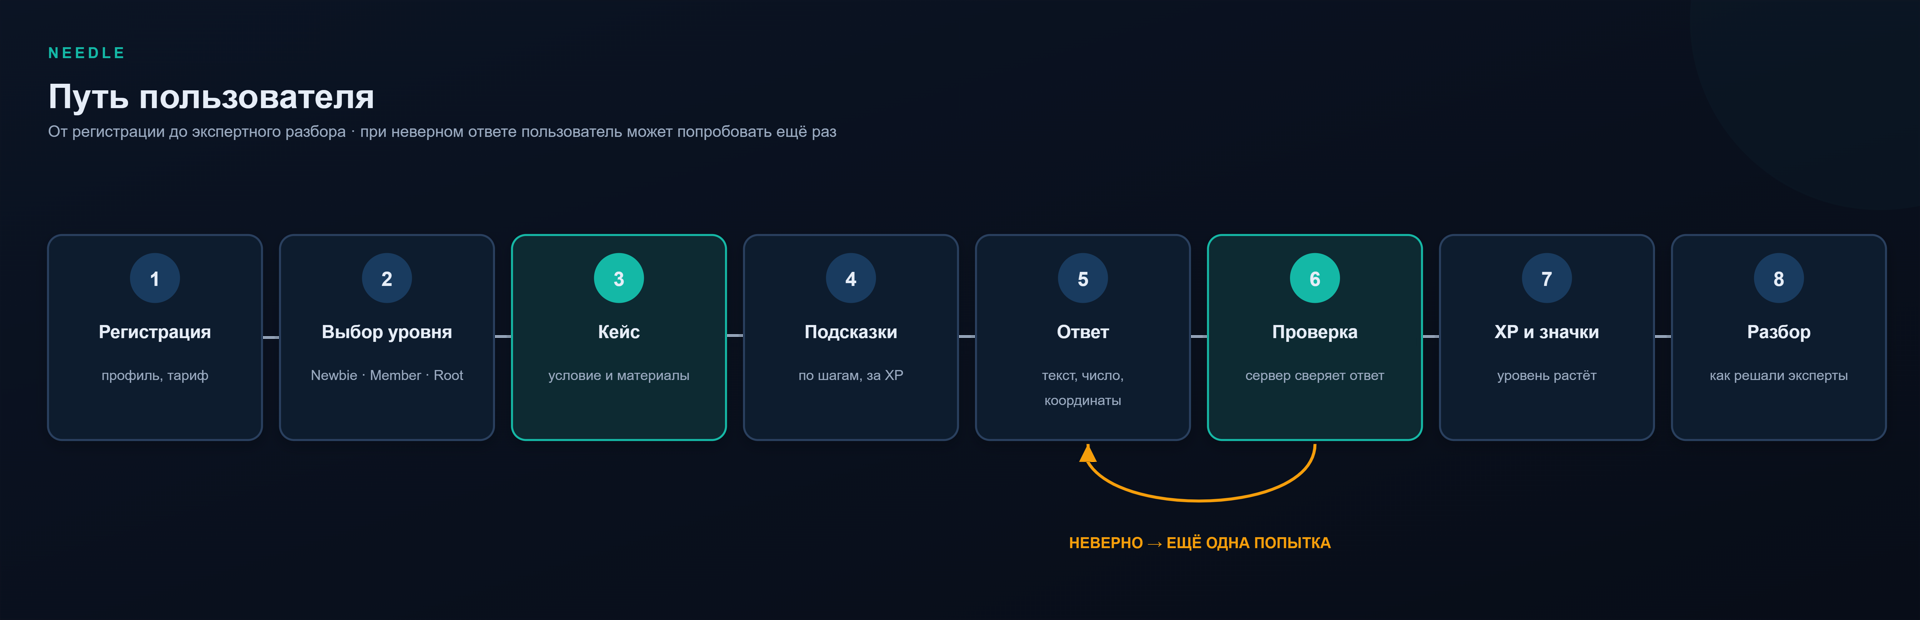 NEEDLE
Путь пользователя
От регистрации до экспертного разбора · при неверном ответе пользователь может попробовать ещё раз
1
Регистрация
профиль, тариф
2
Выбор уровня
Newbie · Member · Root
3
Кейс
условие и материалы
4
Подсказки
по шагам, за XP
5
Ответ
текст, число,
координаты
6
Проверка
сервер сверяет ответ
7
XP и значки
уровень растёт
8
Разбор
как решали эксперты
НЕВЕРНО → ЕЩЁ ОДНА ПОПЫТКА